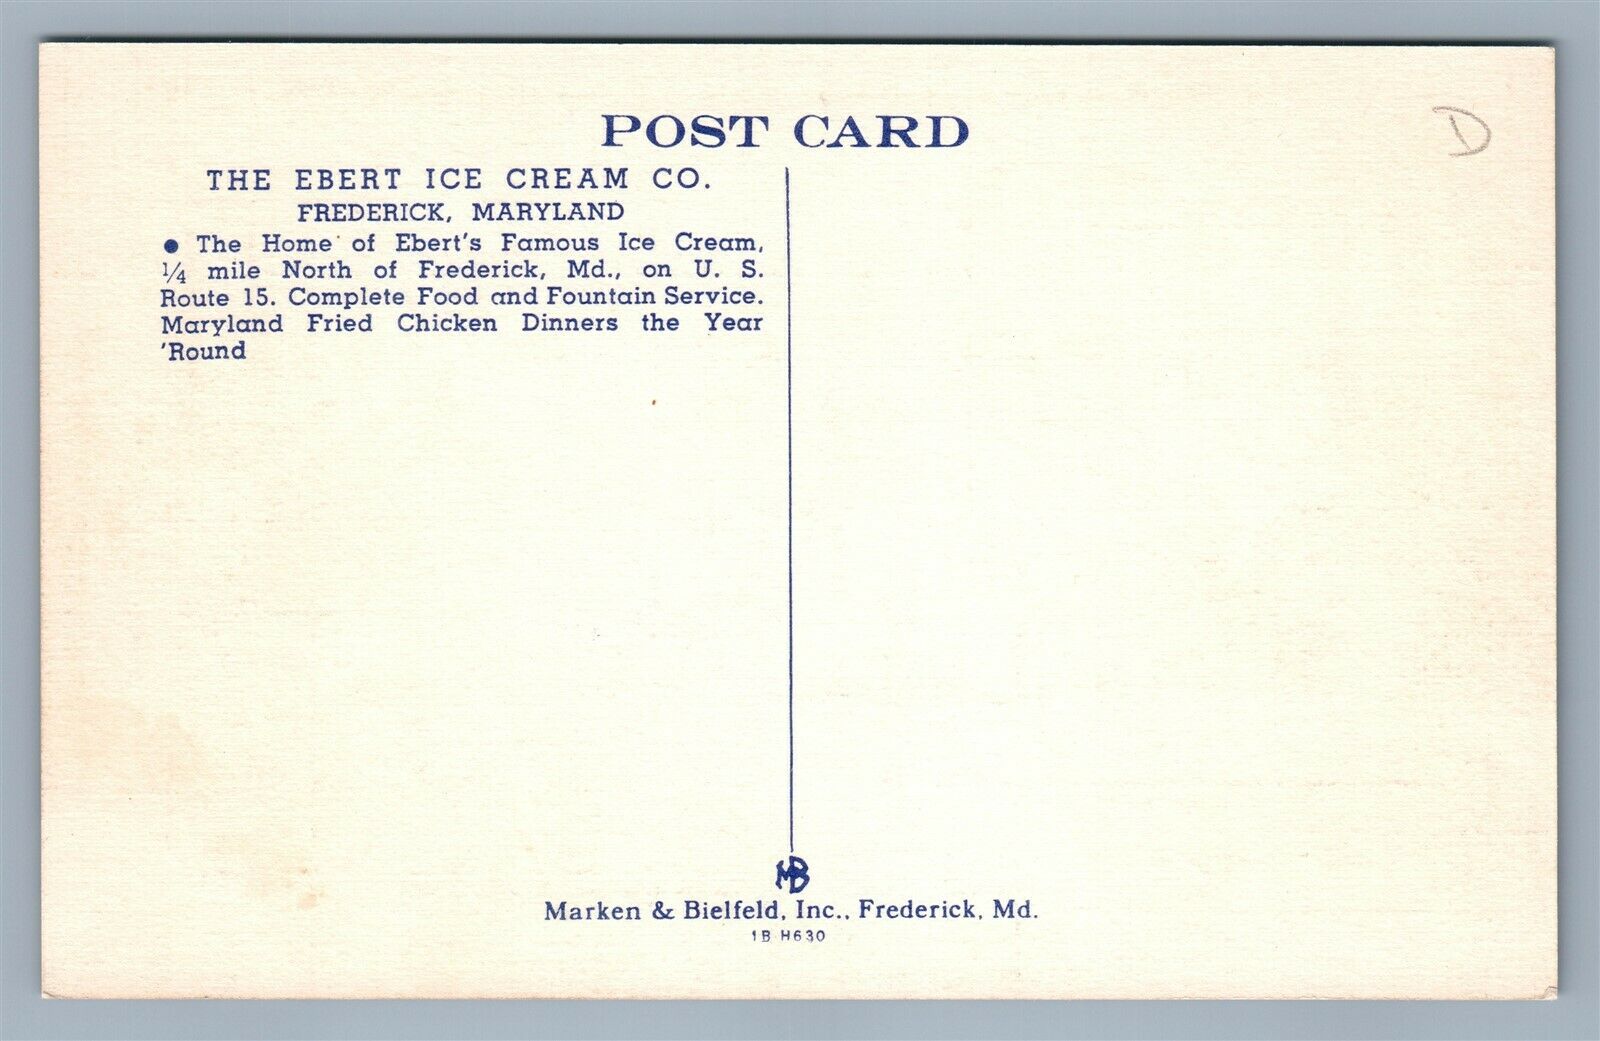 POST CARD
D
THE EBERT ICE CREAM CO.
FREDERICK, MARYLAND
● The Home of Ebert's Famous Ice Cream,
1/4 mile North of Frederick, Md., on U. S.
Route 15. Complete Food and Fountain Service.
Maryland Fried Chicken Dinners the Year
'Round
MB
Marken & Bielfeld, Inc., Frederick, Md.
1B H630